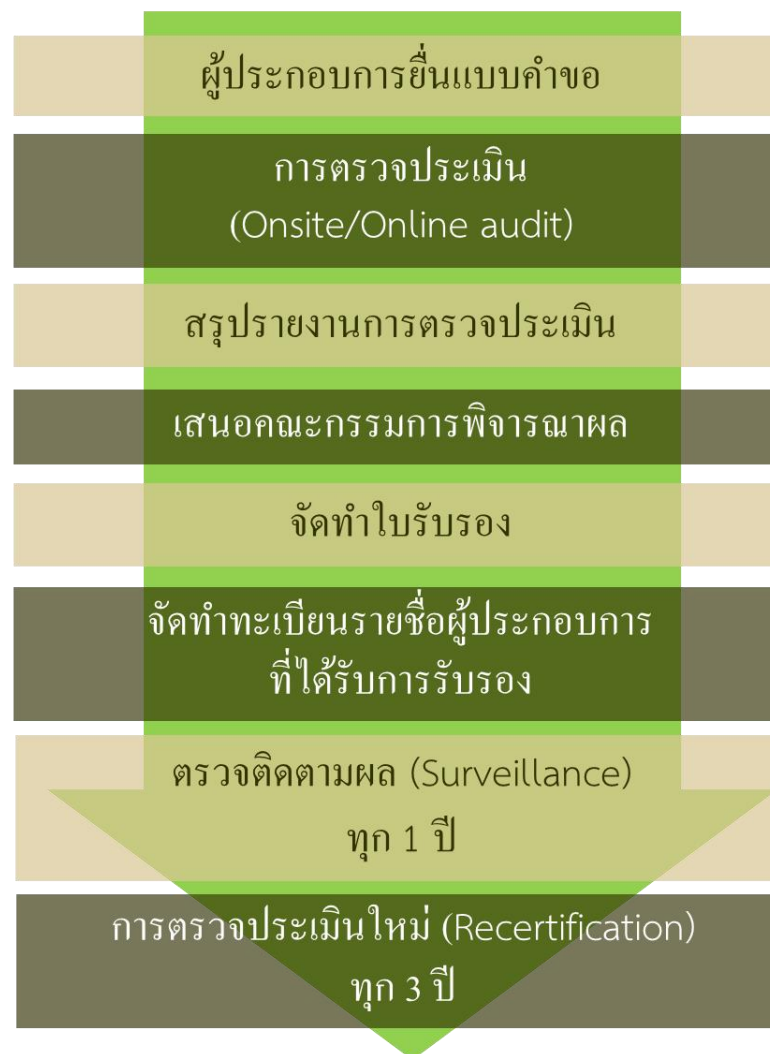 ผู้ประกอบการยื่นแบบคำขอ
การตรวจประเมิน
(Onsite/Online audit)
สรุปรายงานการตรวจประเมิน
เสนอคณะกรรมการพิจารณาผล
จัดทำใบรับรอง
จัดทำทะเบียนรายชื่อผู้ประกอบการ
ที่ได้รับการรับรอง
ตรวจติดตามผล (Surveillance)
ทุก 1 ปี
การตรวจประเมินใหม่ (Recertification)
ทุก 3 ปี